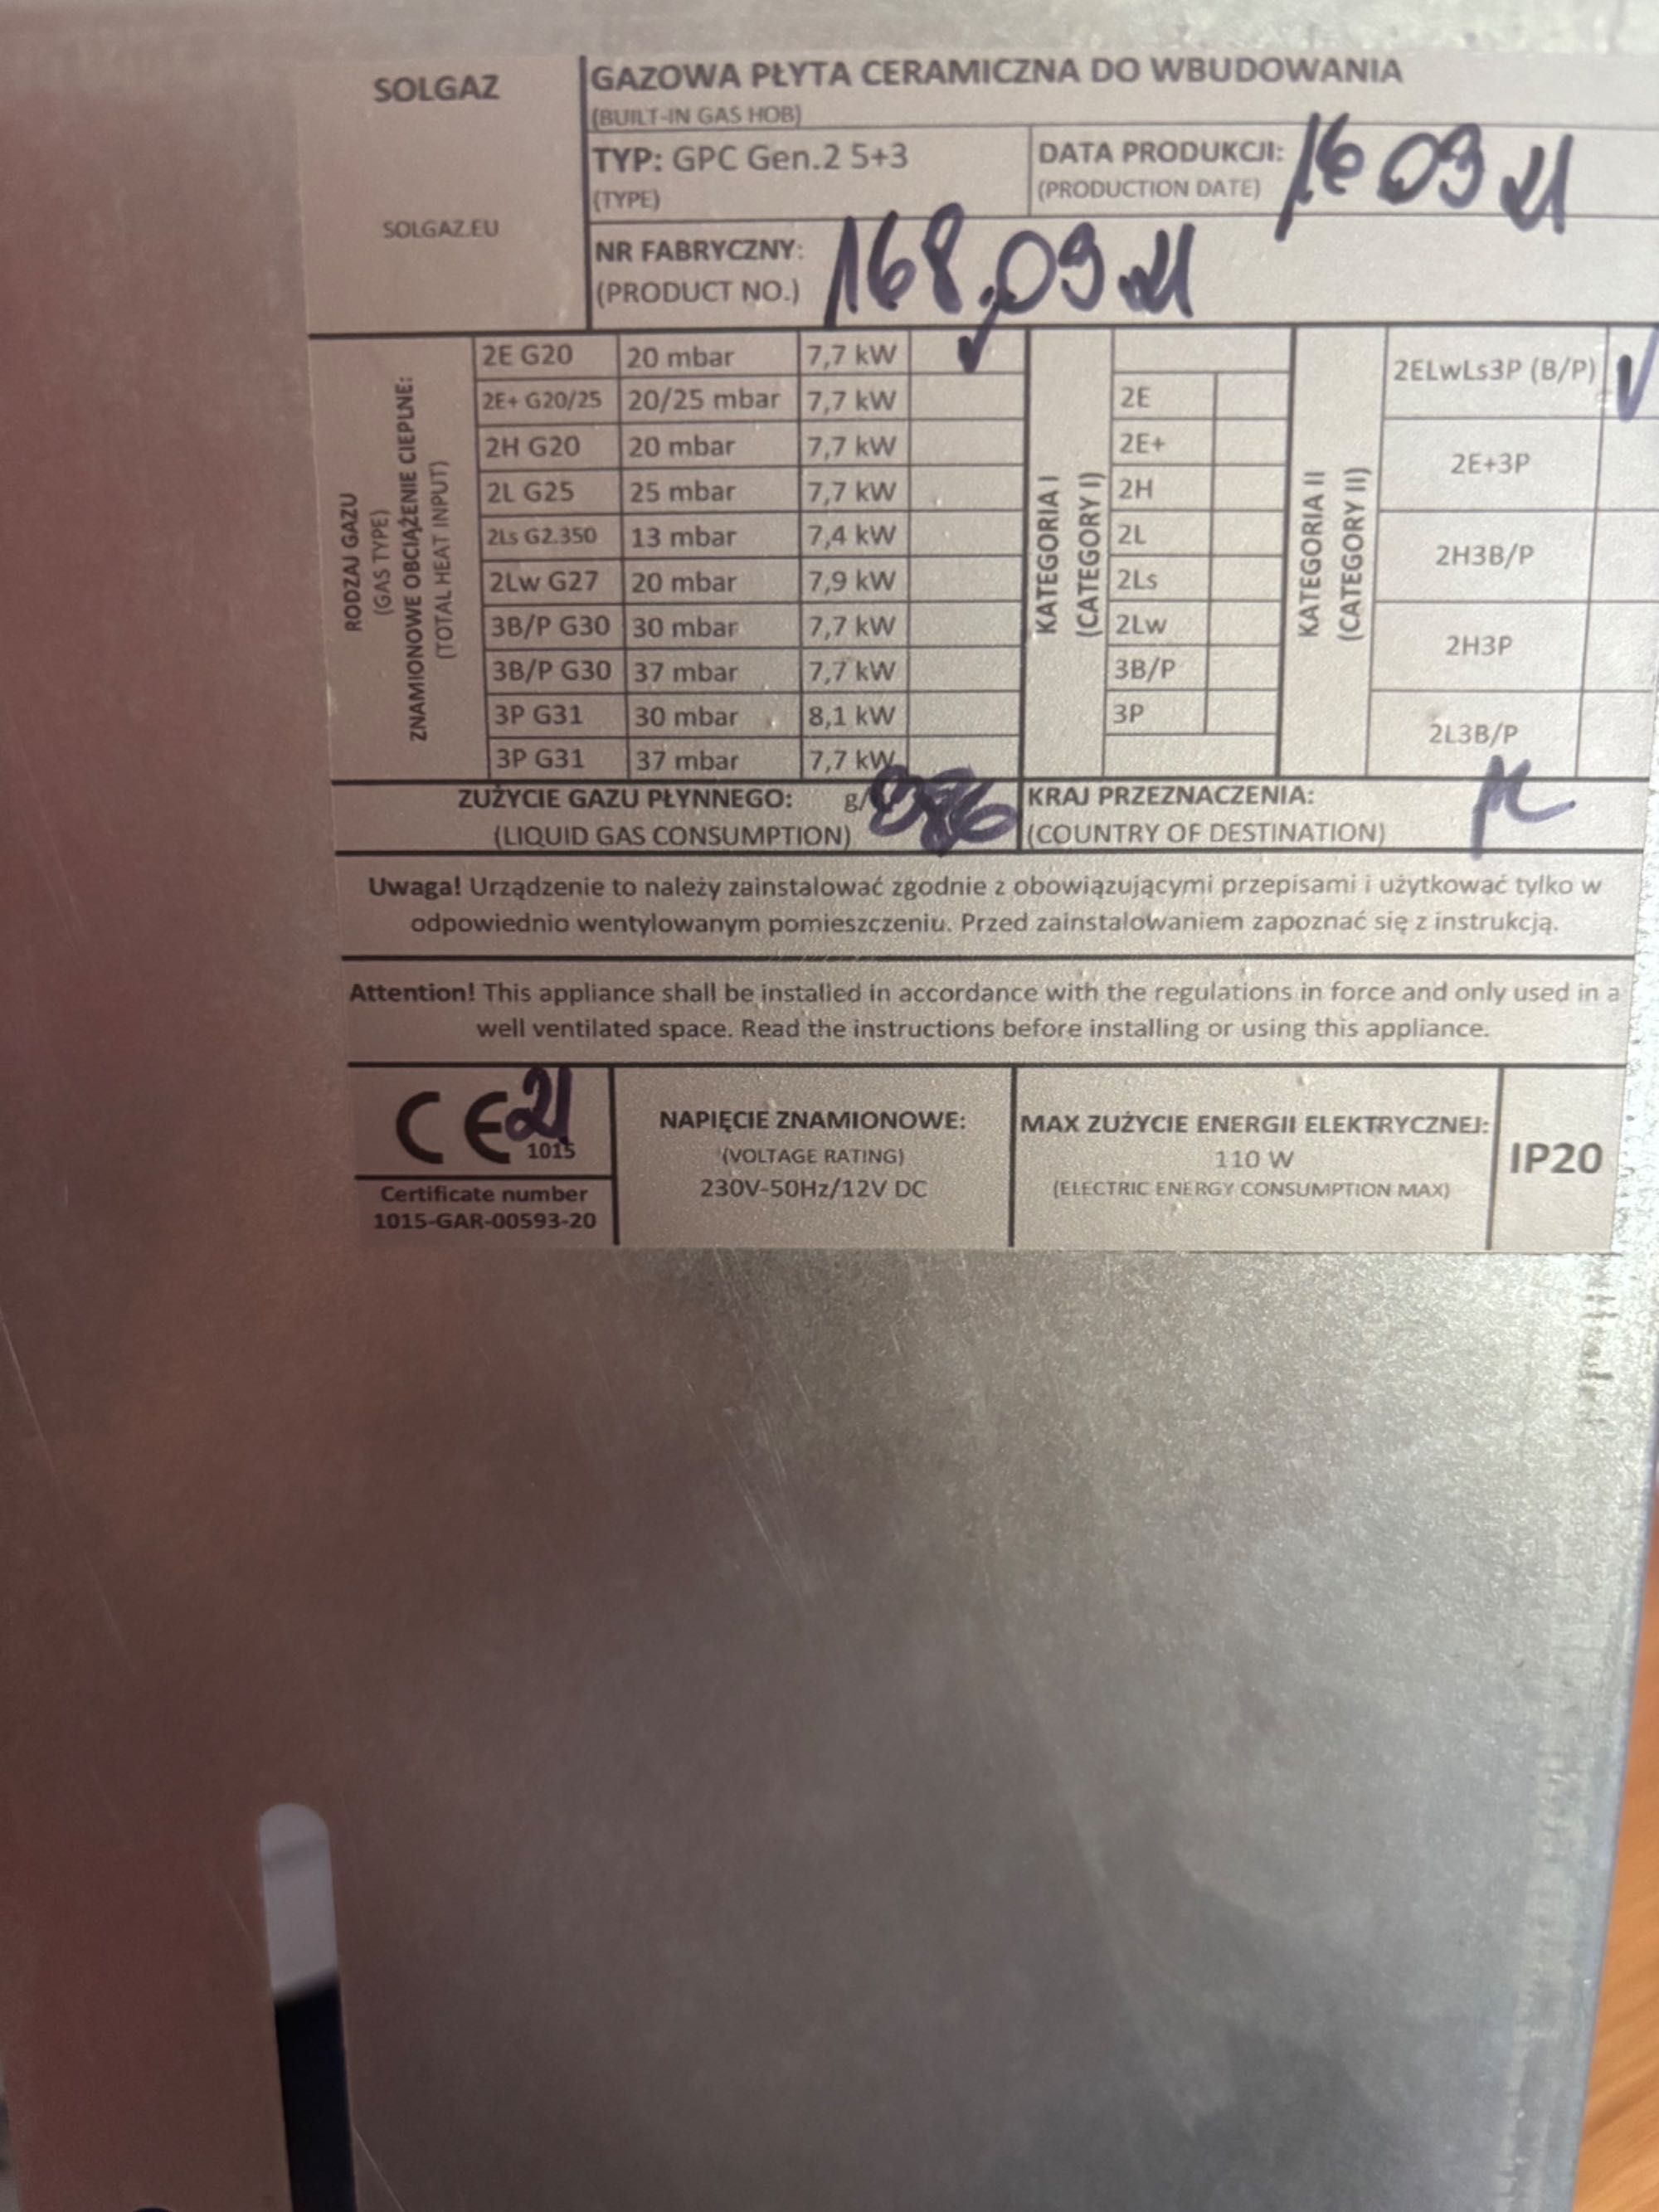 SOLGAZ
SOLGAZ.EU
GAZOWA PŁYTA CERAMICZNA DO WBUDOWANIA
(BUILT-IN GAS HOB)
TYP: GPC Gen.2 5+3
(TYPE)
DATA PRODUKCJI: 16 09 21
(PRODUCTION DATE)
NR FABRYCZNY: 168.09 21
(PRODUCT NO.)
RODZAJ GAZU
(GAS TYPE)
ZNAMIONOWE OBCIĄŻENIE CIEPLNE:
(TOTAL HEAT INPUT)
2E G20 20 mbar 7,7 kW ✓
2E+ G20/25 20/25 mbar 7,7 kW
2H G20 20 mbar 7,7 kW
2L G25 25 mbar 7,7 kW
2Ls G2.350 13 mbar 7,4 kW
2Lw G27 20 mbar 7,9 kW
3B/P G30 30 mbar 7,7 kW
3B/P G30 37 mbar 7,7 kW
3P G31 30 mbar 8,1 kW
3P G31 37 mbar 7,7 kW
KATEGORIA I
(CATEGORY I)
2E
2E+
2H
2L
2Ls
2Lw
3B/P
3P
KATEGORIA II
(CATEGORY II)
2ELwLs3P (B/P) ✓
2E+3P
2H3B/P
2H3P
2L3B/P
ZUŻYCIE GAZU PŁYNNEGO: g/
(LIQUID GAS CONSUMPTION)
KRAJ PRZEZNACZENIA:
(COUNTRY OF DESTINATION)
Uwaga! Urządzenie to należy zainstalować zgodnie z obowiązującymi przepisami i użytkować tylko w
odpowiednio wentylowanym pomieszczeniu. Przed zainstalowaniem zapoznać się z instrukcją.
Attention! This appliance shall be installed in accordance with the regulations in force and only used in a
well ventilated space. Read the instructions before installing or using this appliance.
CE 21
1015
Certificate number
1015-GAR-00593-20
NAPIĘCIE ZNAMIONOWE:
(VOLTAGE RATING)
230V-50Hz/12V DC
MAX ZUŻYCIE ENERGII ELEKTRYCZNEJ:
110 W
(ELECTRIC ENERGY CONSUMPTION MAX)
IP20